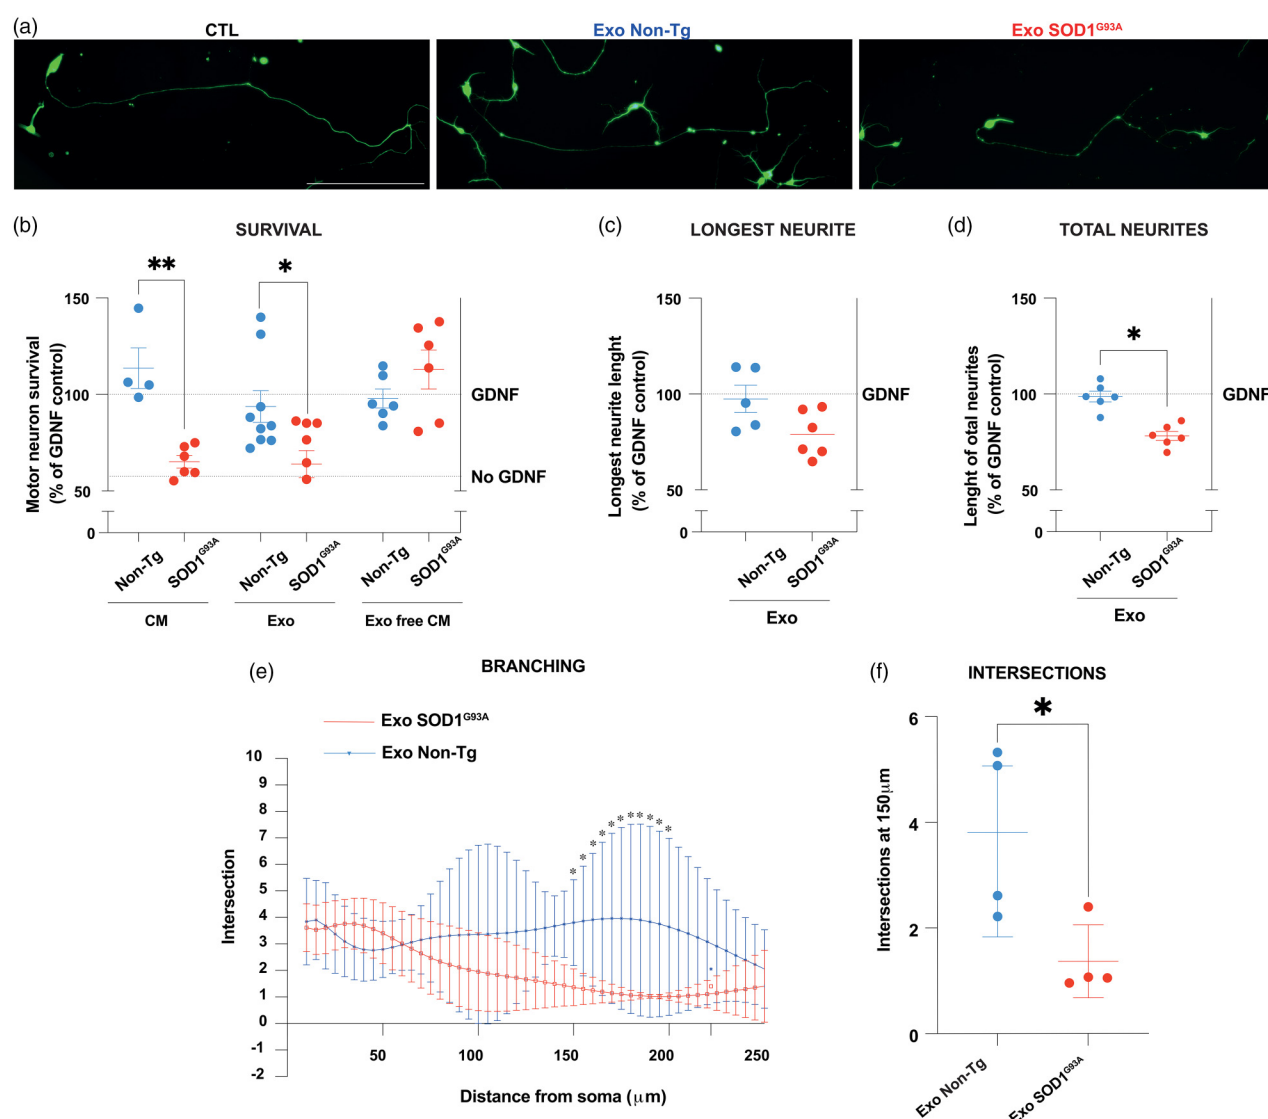 (a) CTL Exo Non-Tg Exo SOD1G93A
(b) SURVIVAL
** *
150
100
50
0
Motor neuron survival
(% of GDNF control)
GDNF
No GDNF
Non-Tg SOD1G93A Non-Tg SOD1G93A Non-Tg SOD1G93A
CM Exo Exo free CM
(c) LONGEST NEURITE
150
100
50
0
Longest neurite lenght
(% of GDNF control)
GDNF
Non-Tg SOD1G93A
Exo
(d) TOTAL NEURITES
*
150
100
50
0
Lenght of otal neurites
(% of GDNF control)
GDNF
Non-Tg SOD1G93A
Exo
(e) BRANCHING
Exo SOD1G93A
Exo Non-Tg
10
9
8
7
6
5
4
3
2
1
0
-1
-2
Intersection
* * * * * * * * * * *
50 100 150 200 250
Distance from soma (μm)
(f) INTERSECTIONS
*
6
4
2
0
Intersections at 150μm
Exo Non-Tg Exo SOD1G93A